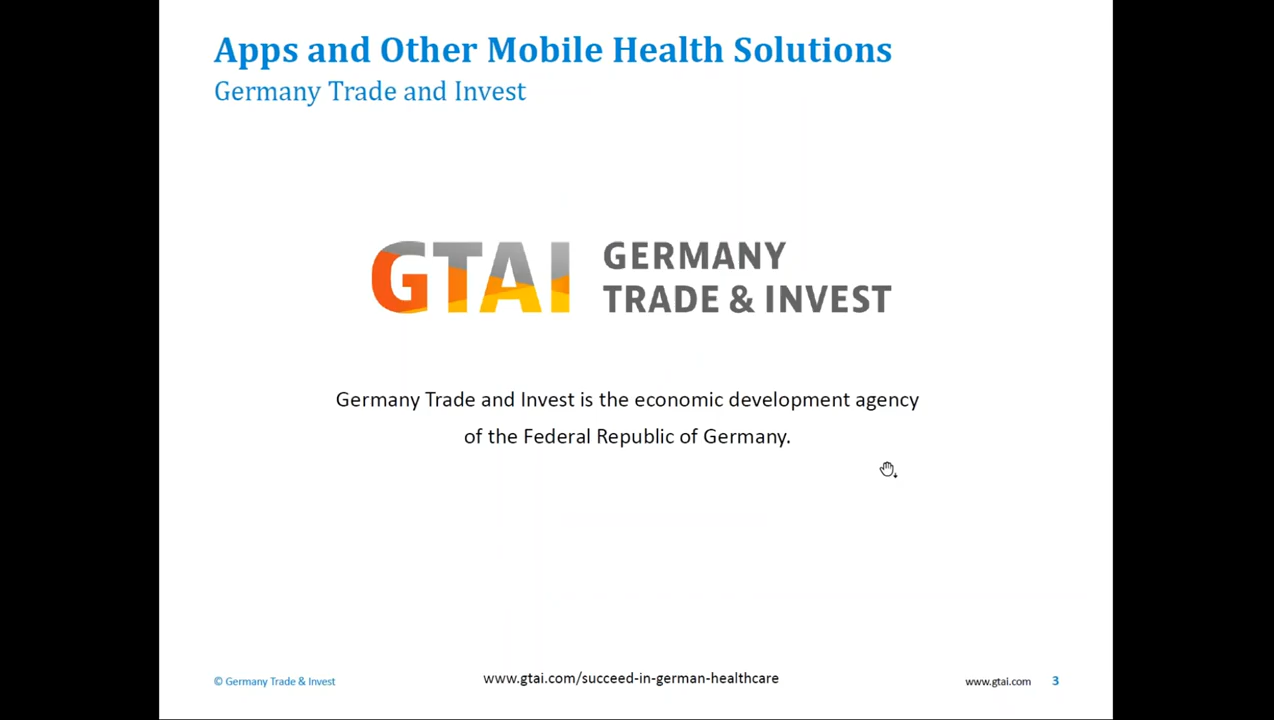 Apps and Other Mobile Health Solutions
Germany Trade and Invest
GTAI GERMANY
TRADE & INVEST
Germany Trade and Invest is the economic development agency
of the Federal Republic of Germany.
© Germany Trade & Invest
www.gtai.com/succeed-in-german-healthcare
www.gtai.com 3